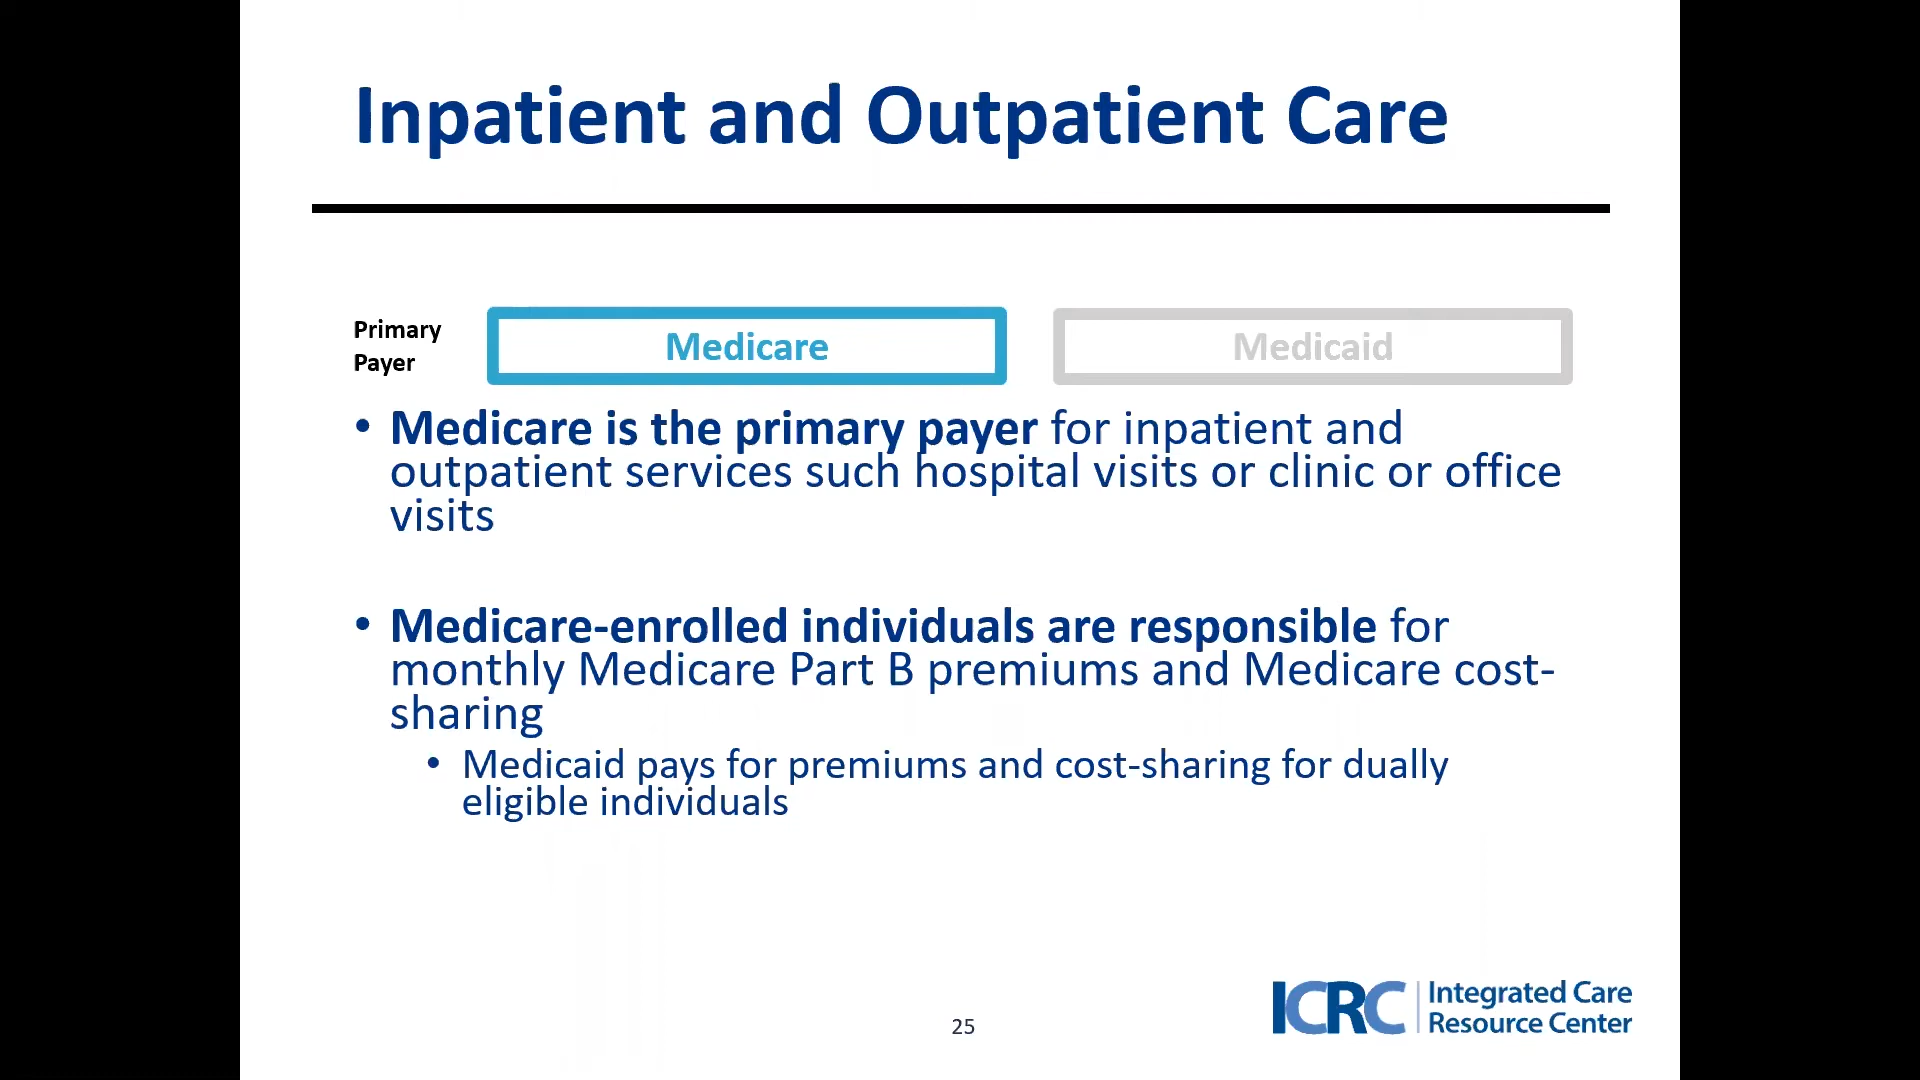 Inpatient and Outpatient Care
Primary
Payer
Medicare
Medicaid
• Medicare is the primary payer for inpatient and
outpatient services such hospital visits or clinic or office
visits
• Medicare-enrolled individuals are responsible for
monthly Medicare Part B premiums and Medicare cost-
sharing
• Medicaid pays for premiums and cost-sharing for dually
eligible individuals
25
ICRC
Integrated Care
Resource Center